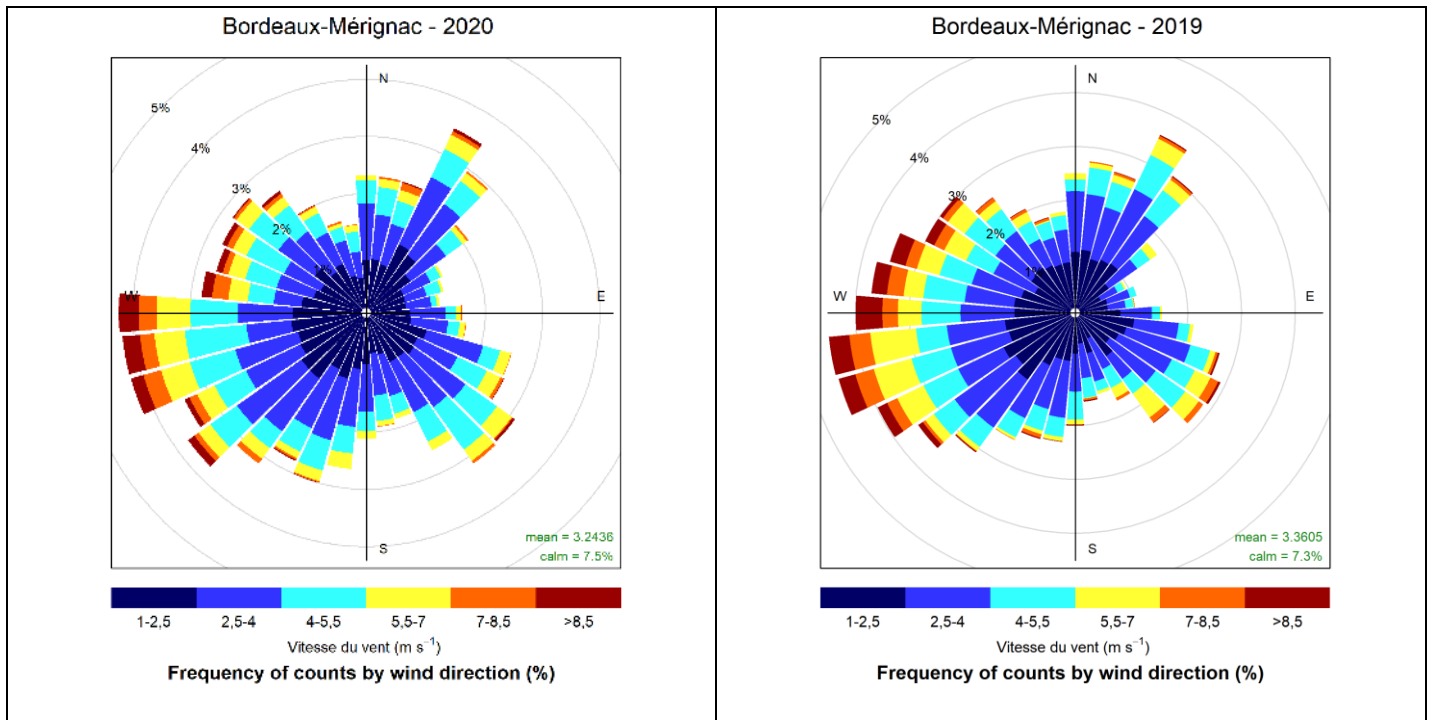 Bordeaux-Mérignac - 2020
N
5%
4%
3%
2%
1%
W
E
S
mean = 3.2436
calm = 7.5%
1-2,5 2,5-4 4-5,5 5,5-7 7-8,5 >8,5
Vitesse du vent (m s⁻¹)
Frequency of counts by wind direction (%)
Bordeaux-Mérignac - 2019
N
5%
4%
3%
2%
1%
W
E
S
mean = 3.3605
calm = 7.3%
1-2,5 2,5-4 4-5,5 5,5-7 7-8,5 >8,5
Vitesse du vent (m s⁻¹)
Frequency of counts by wind direction (%)